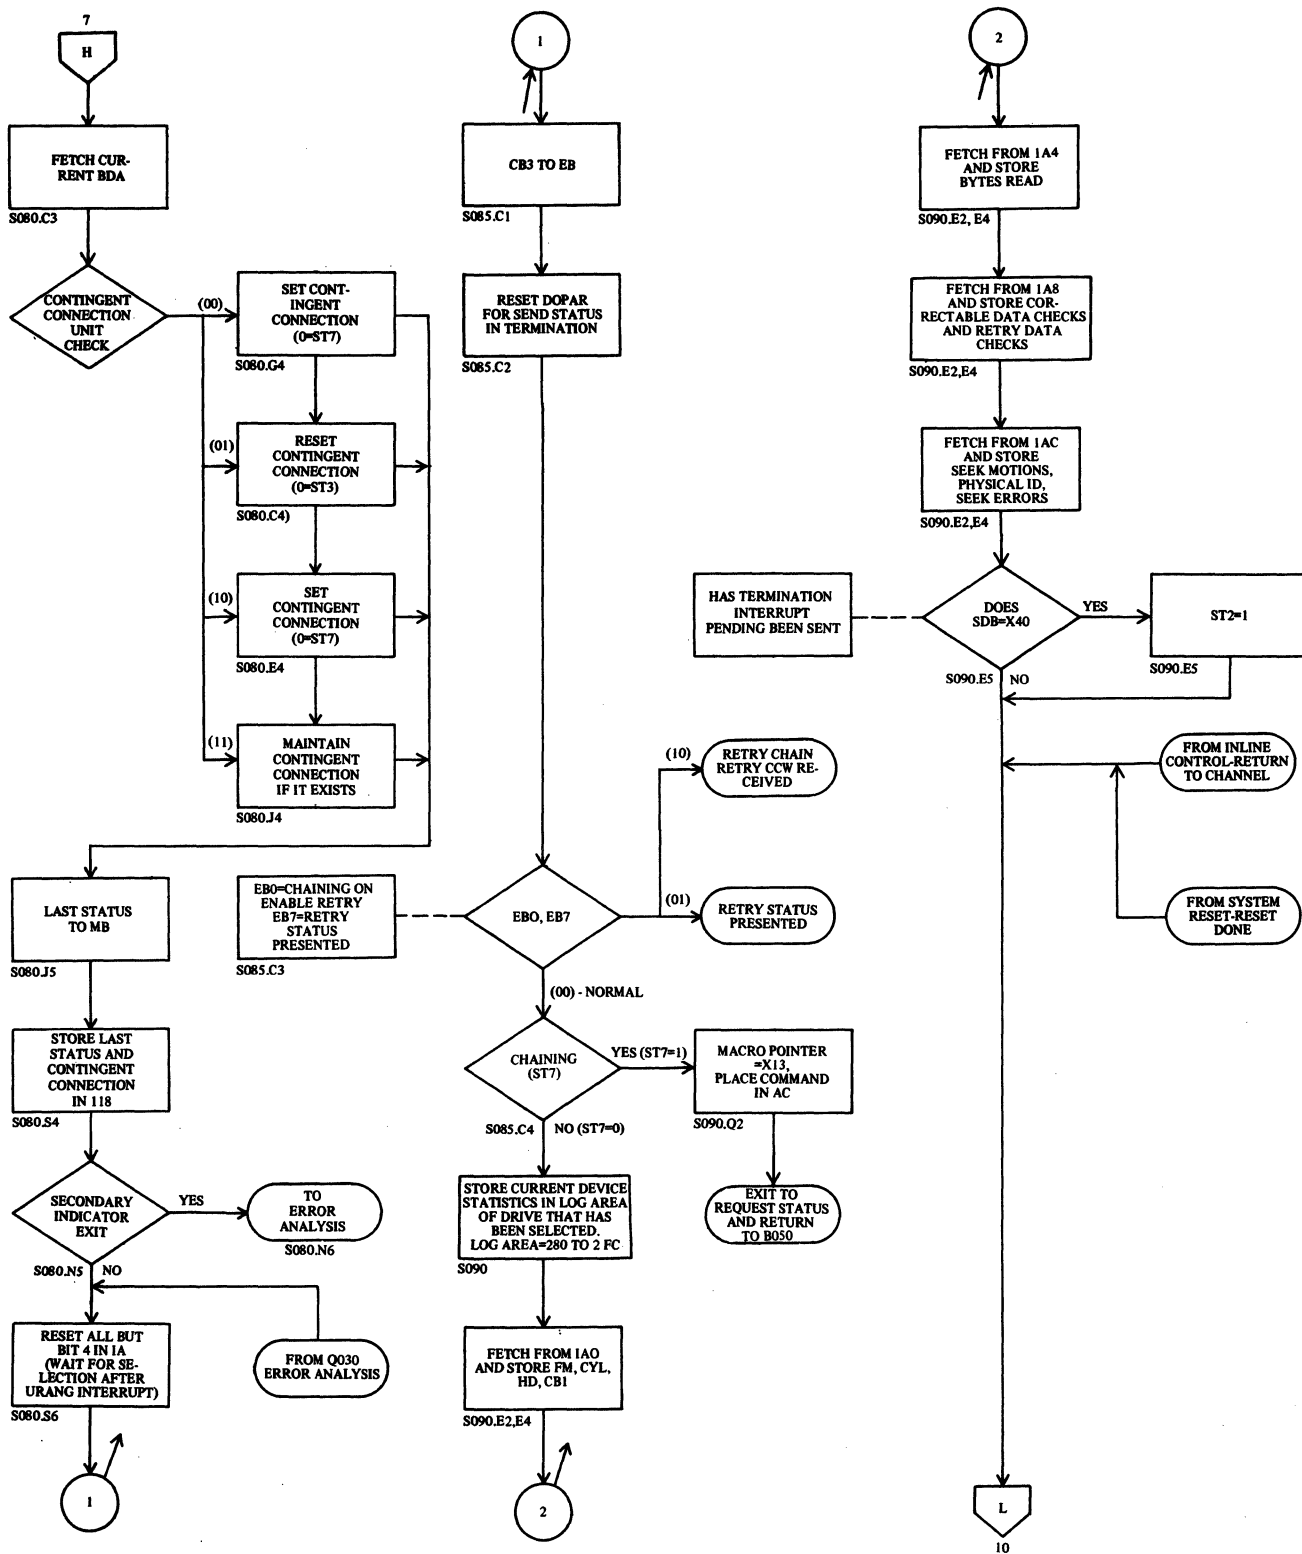 7
H
FETCH CUR-
RENT BDA
S080.C3
CONTINGENT
CONNECTION
UNIT
CHECK
(00)
SET CONT-
INGENT
CONNECTION
(0=ST7)
S080.G4
(01)
RESET
CONTINGENT
CONNECTION
(0=ST3)
S080.C4)
(10)
SET
CONTINGENT
CONNECTION
(0=ST7)
S080.E4
(11)
MAINTAIN
CONTINGENT
CONNECTION
IF IT EXISTS
S080.J4
LAST STATUS
TO MB
S080.J5
STORE LAST
STATUS AND
CONTINGENT
CONNECTION
IN 118
S080.S4
SECONDARY
INDICATOR
EXIT
YES
TO
ERROR
ANALYSIS
S080.N6
S080.N5
NO
RESET ALL BUT
BIT 4 IN 1A
(WAIT FOR SE-
LECTION AFTER
URANG INTERRUPT)
S080.S6
FROM Q030
ERROR ANALYSIS
1
1
CB3 TO EB
S085.C1
RESET DOPAR
FOR SEND STATUS
IN TERMINATION
S085.C2
EB0=CHAINING ON
ENABLE RETRY
EB7=RETRY
STATUS
PRESENTED
S085.C3
EBO, EB7
(10)
RETRY CHAIN
RETRY CCW RE-
CEIVED
(01)
RETRY STATUS
PRESENTED
(00) - NORMAL
CHAINING
(ST7)
YES (ST7=1)
MACRO POINTER
=X13,
PLACE COMMAND
IN AC
S090.Q2
EXIT TO
REQUEST STATUS
AND RETURN
TO B050
S085.C4
NO (ST7=0)
STORE CURRENT DEVICE
STATISTICS IN LOG AREA
OF DRIVE THAT HAS
BEEN SELECTED.
LOG AREA=280 TO 2 FC
S090
FETCH FROM 1AO
AND STORE FM, CYL,
HD, CB1
S090.E2,E4
2
2
FETCH FROM 1A4
AND STORE
BYTES READ
S090.E2, E4
FETCH FROM 1A8
AND STORE COR-
RECTABLE DATA CHECKS
AND RETRY DATA
CHECKS
S090.E2,E4
FETCH FROM 1AC
AND STORE
SEEK MOTIONS,
PHYSICAL ID,
SEEK ERRORS
S090.E2,E4
HAS TERMINATION
INTERRUPT
PENDING BEEN SENT
DOES
SDB=X40
YES
ST2=1
S090.E5
S090.E5
NO
FROM INLINE
CONTROL-RETURN
TO CHANNEL
FROM SYSTEM
RESET-RESET
DONE
L
10